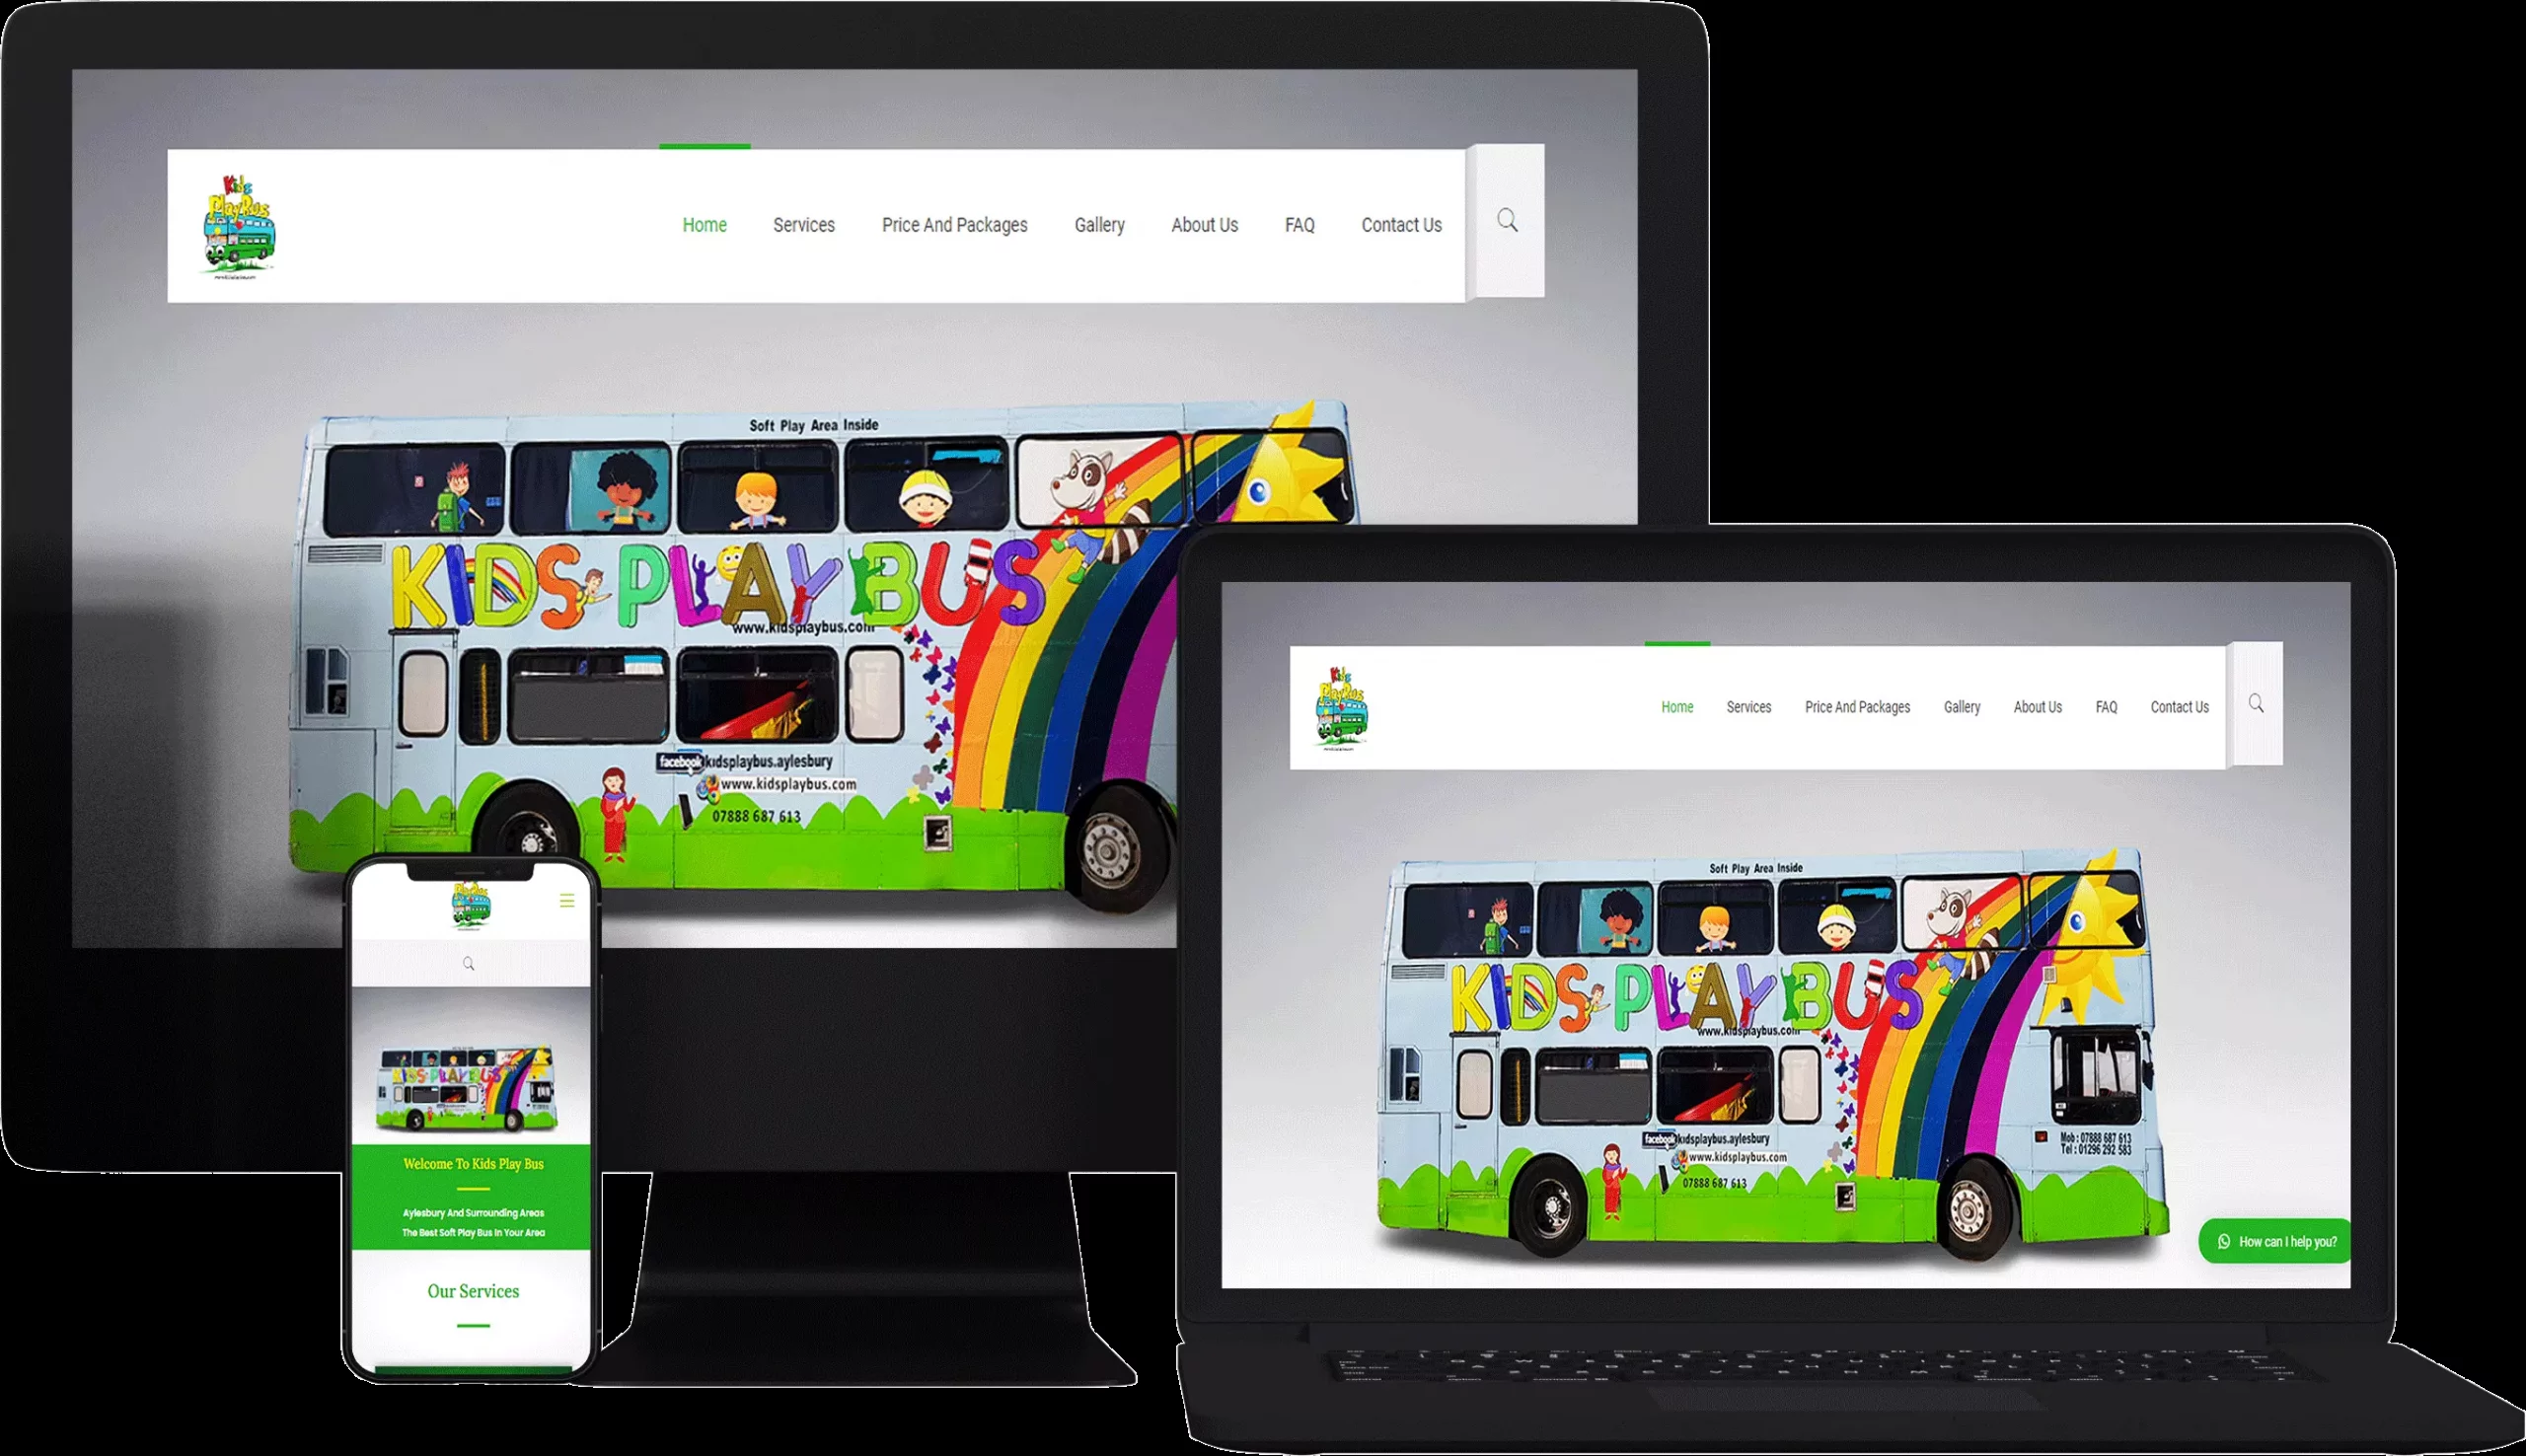 Kids
PlayBus
Home Services Price And Packages Gallery About Us FAQ Contact Us
Soft Play Area Inside
KIDS PLAY BUS
www.kidsplaybus.com
facebook kidsplaybus.aylesbury
www.kidsplaybus.com
07888 687 613
Kids
PlayBus
Home Services Price And Packages Gallery About Us FAQ Contact Us
Soft Play Area Inside
KIDS PLAY BUS
www.kidsplaybus.com
facebook kidsplaybus.aylesbury
www.kidsplaybus.com
07888 687 613
Mob : 07888 687 613
Tel : 01296 292 583
How can I help you?
PlayBus
KIDS PLAY BUS
Welcome To Kids Play Bus
Aylesbury And Surrounding Areas
The Best Soft Play Bus In Your Area
Our Services